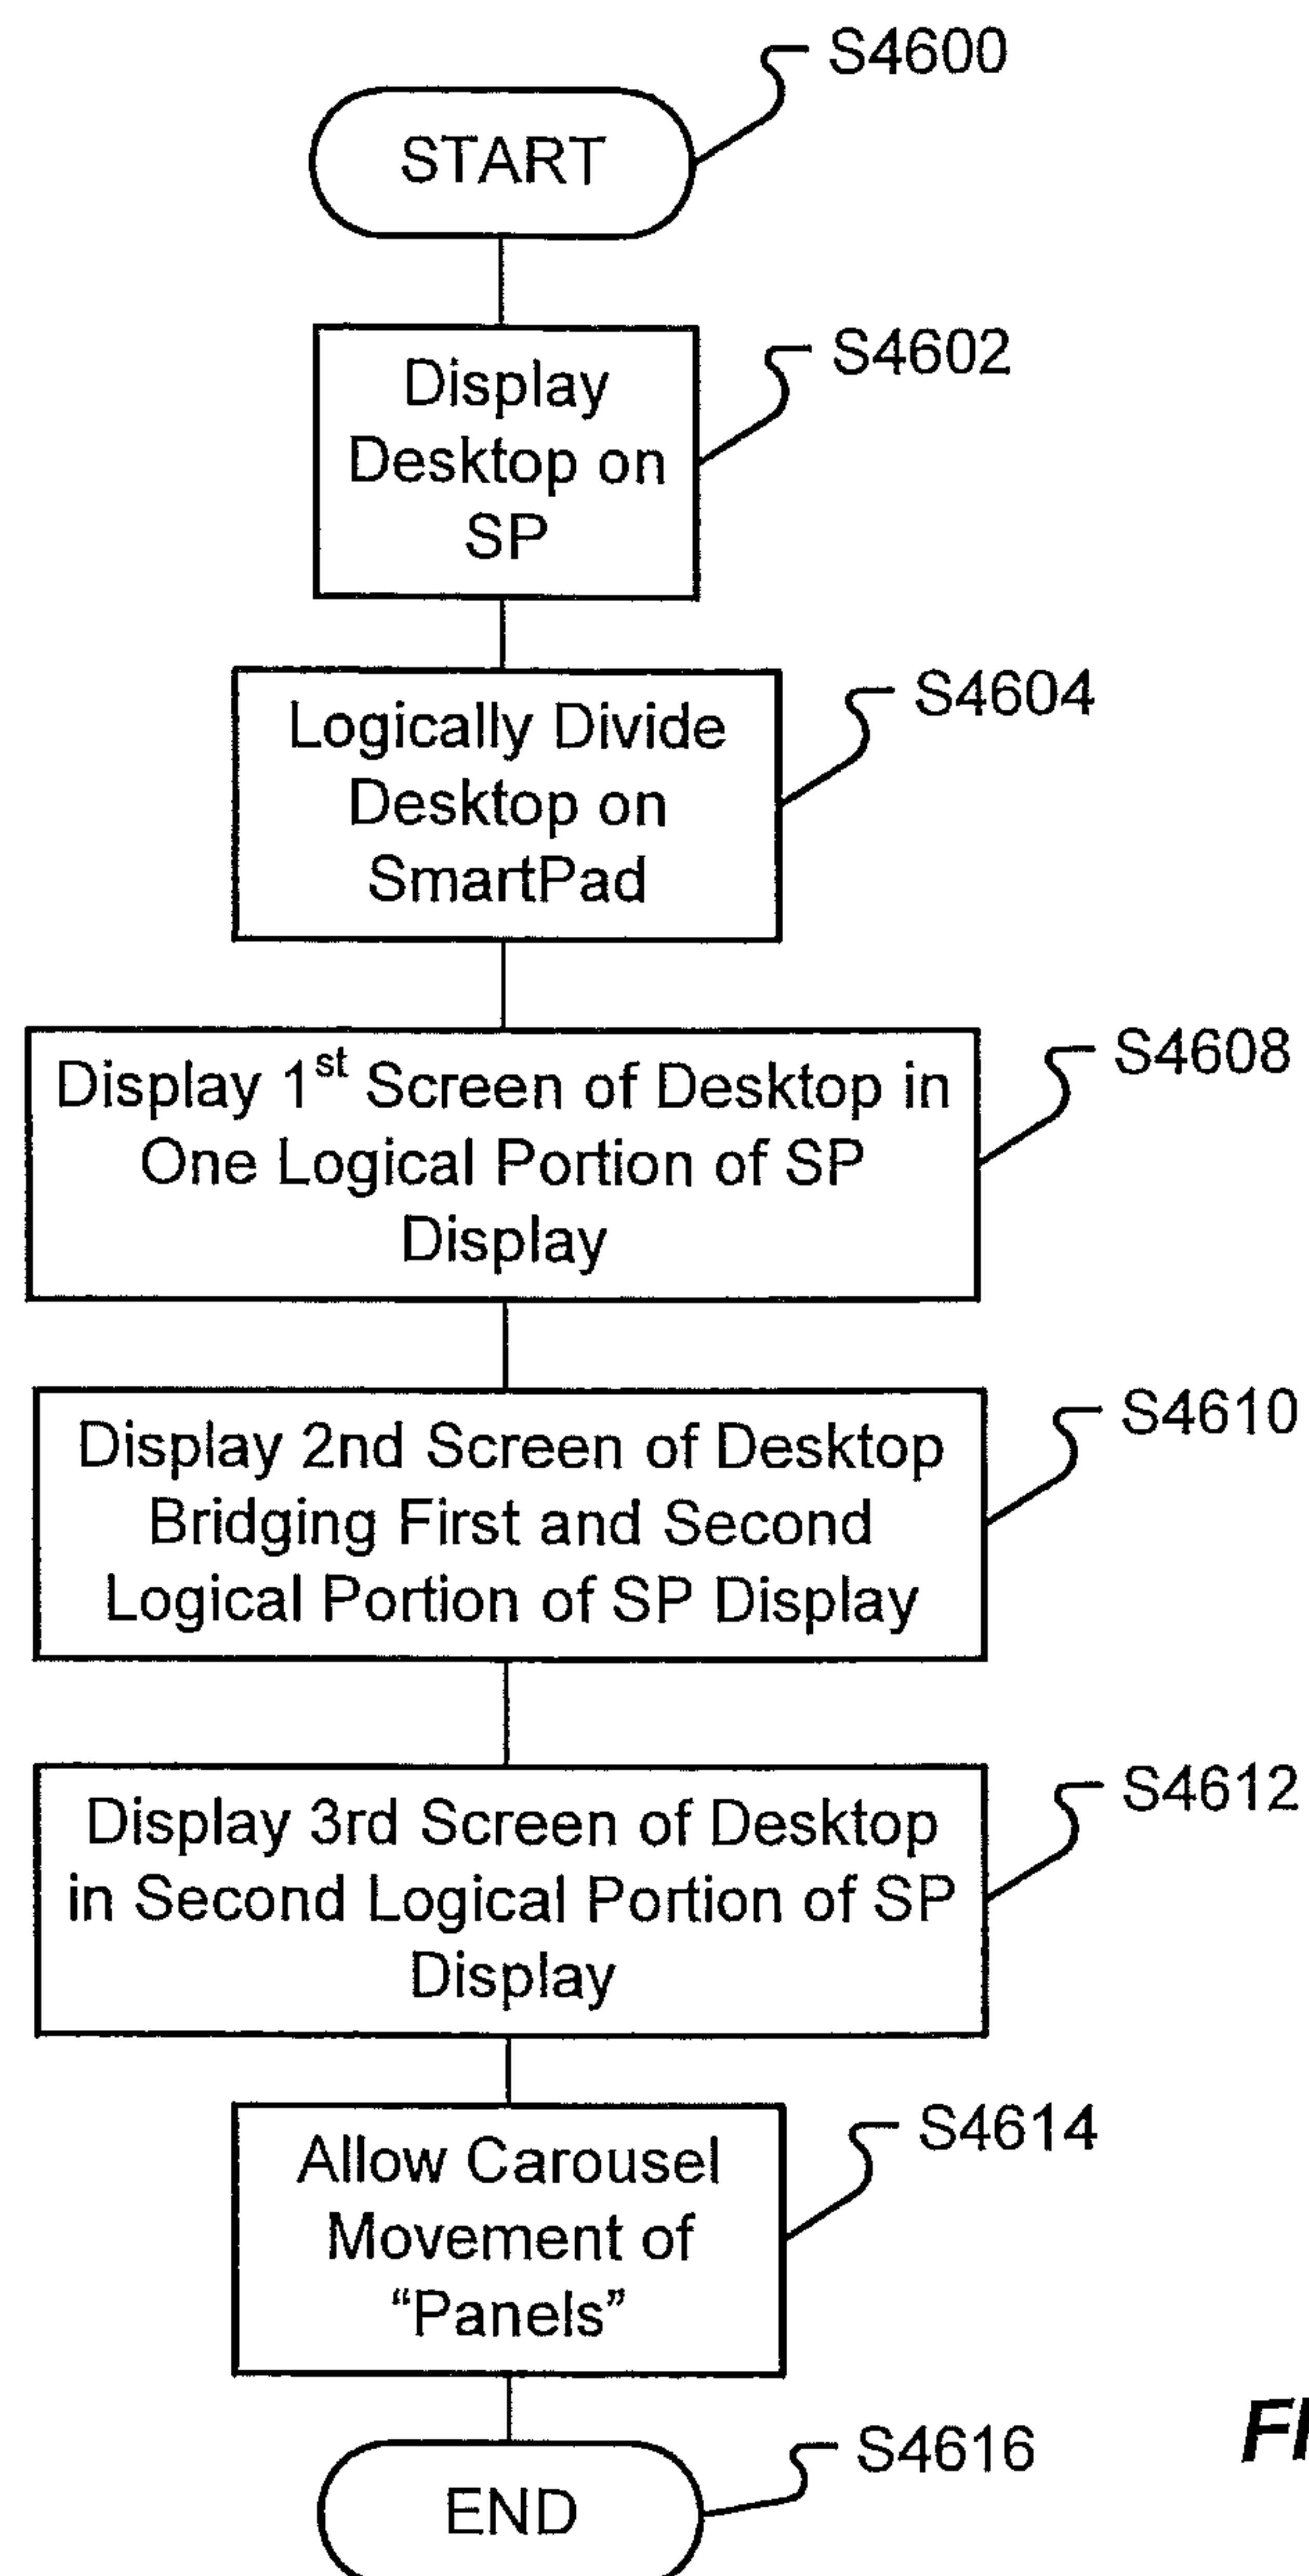 S4600
START
S4602
Display
Desktop on
SP
S4604
Logically Divide
Desktop on
SmartPad
S4608
Display 1st Screen of Desktop in
One Logical Portion of SP
Display
S4610
Display 2nd Screen of Desktop
Bridging First and Second
Logical Portion of SP Display
S4612
Display 3rd Screen of Desktop
in Second Logical Portion of SP
Display
S4614
Allow Carousel
Movement of
“Panels”
S4616
END